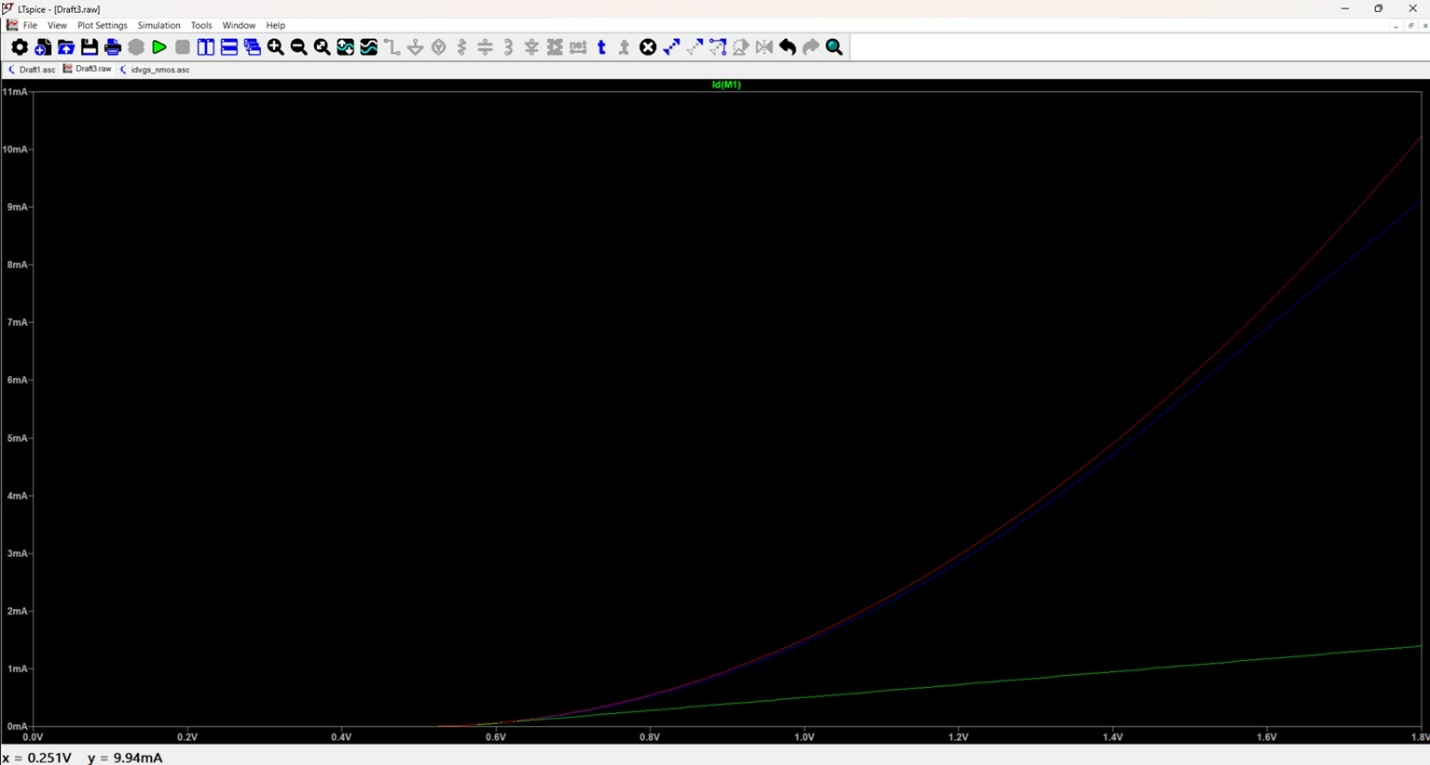 LTspice - [Draft3.raw]
File View Plot Settings Simulation Tools Window Help
Draft1.asc Draft3.raw idvgs_nmos.asc
Id(M1)
11mA
10mA
9mA
8mA
7mA
6mA
5mA
4mA
3mA
2mA
1mA
0mA
0.0V 0.2V 0.4V 0.6V 0.8V 1.0V 1.2V 1.4V 1.6V 1.8V
x = 0.251V y = 9.94mA